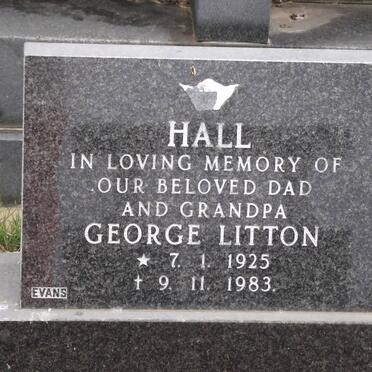 HALL
IN LOVING MEMORY OF
OUR BELOVED DAD
AND GRANDPA
GEORGE LITTON
★ 7. 1. 1925
† 9. 11. 1983.
EVANS